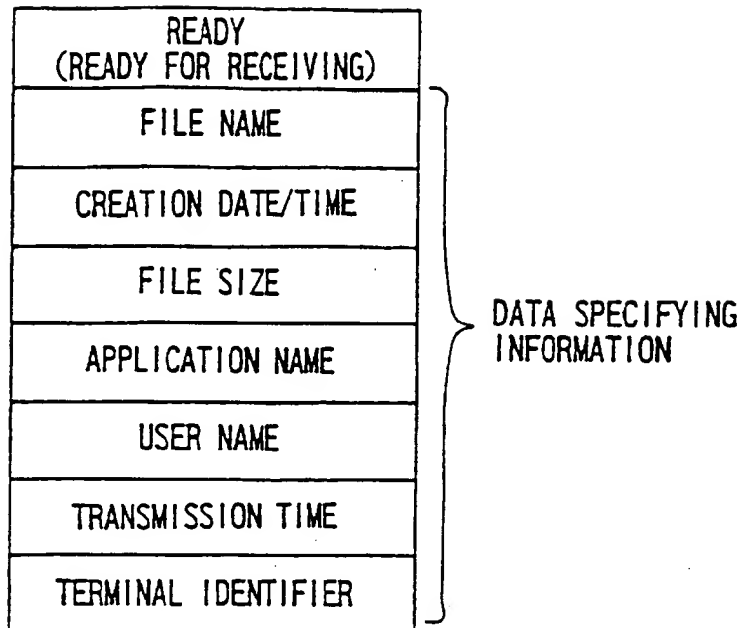 READY
(READY FOR RECEIVING)
FILE NAME
CREATION DATE/TIME
FILE SIZE
APPLICATION NAME
USER NAME
TRANSMISSION TIME
TERMINAL IDENTIFIER
DATA SPECIFYING
INFORMATION